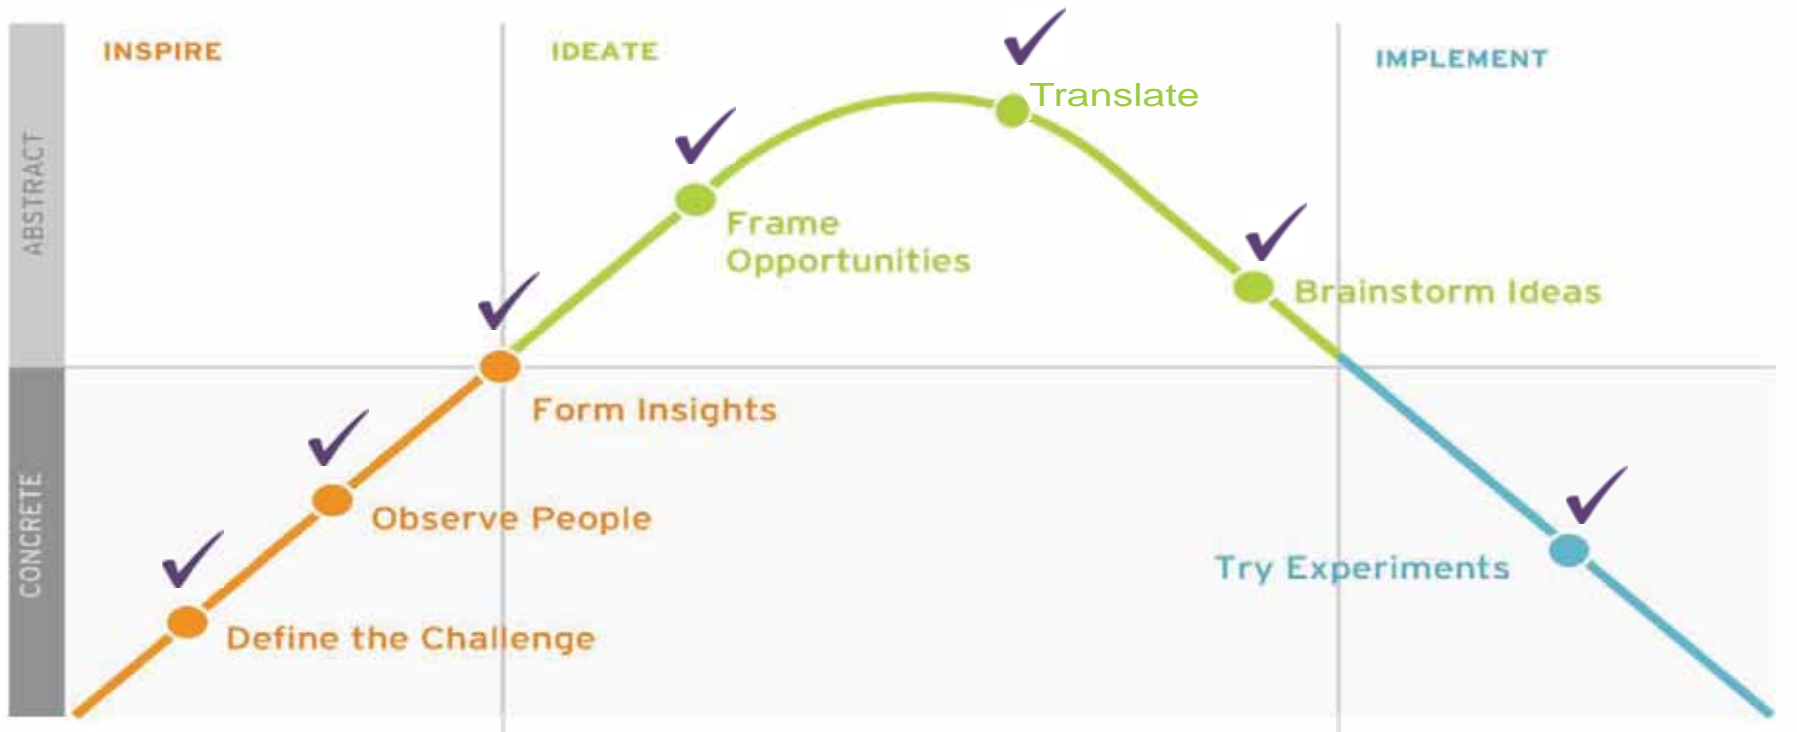 INSPIRE
IDEATE
IMPLEMENT
ABSTRACT
Translate
Frame
Opportunities
Brainstorm Ideas
Form Insights
CONCRETE
Observe People
Try Experiments
Define the Challenge